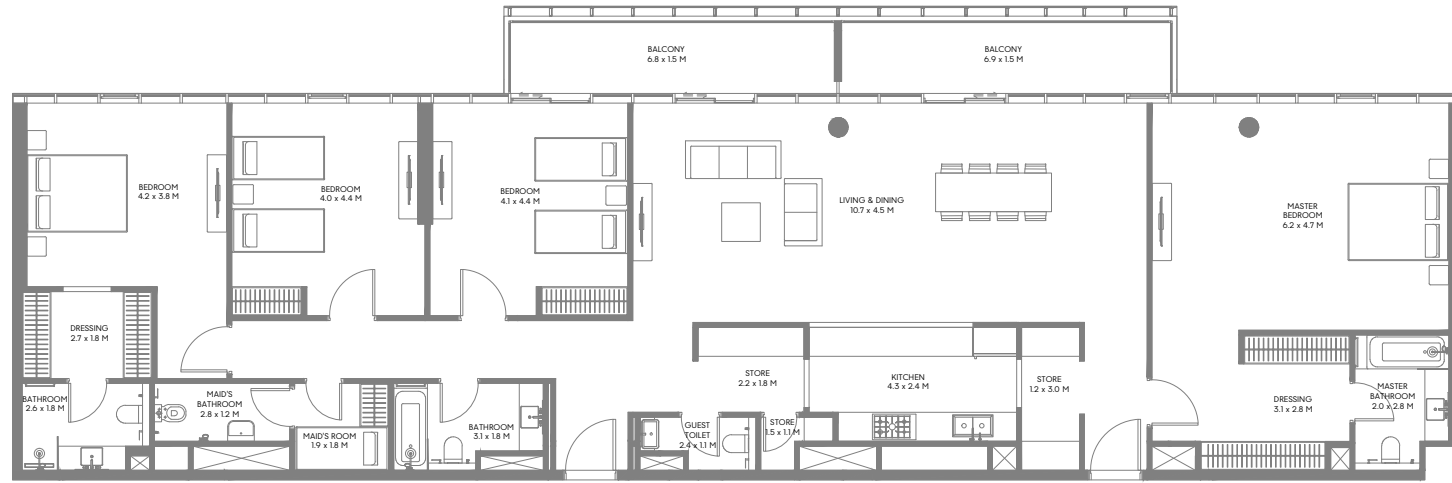 BALCONY
6.8 x 1.5 M
BALCONY
6.9 x 1.5 M
BEDROOM
4.2 x 3.8 M
BEDROOM
4.0 x 4.4 M
BEDROOM
4.1 x 4.4 M
LIVING & DINING
10.7 x 4.5 M
MASTER
BEDROOM
6.2 x 4.7 M
DRESSING
2.7 x 1.8 M
STORE
2.2 x 1.8 M
KITCHEN
4.3 x 2.4 M
STORE
1.2 x 3.0 M
BATHROOM
2.6 x 1.8 M
MAID'S
BATHROOM
2.8 x 1.2 M
MAID'S ROOM
1.9 x 1.8 M
BATHROOM
3.1 x 1.8 M
GUEST
TOILET
2.4 x 1.1 M
STORE
1.5 x 1.1 M
DRESSING
3.1 x 2.8 M
MASTER
BATHROOM
2.0 x 2.8 M